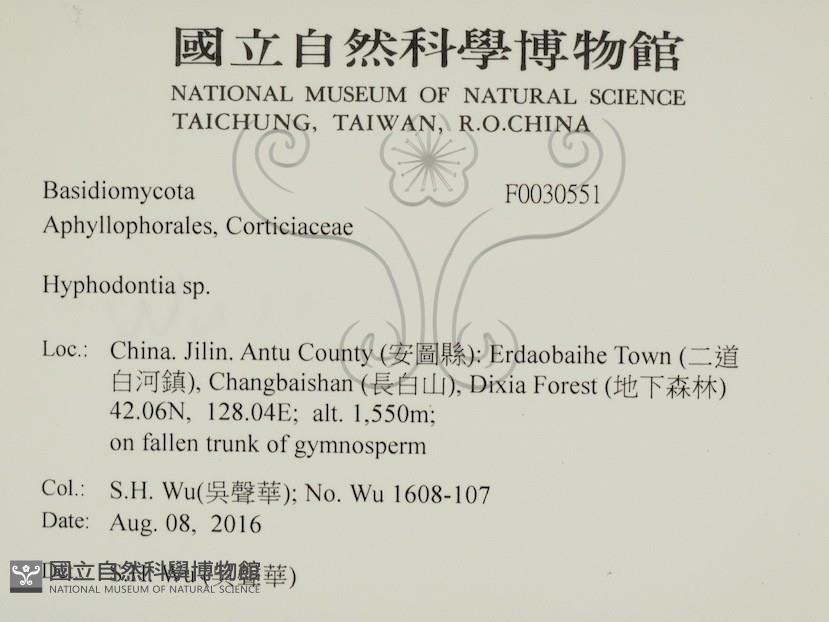 國立自然科學博物館
NATIONAL MUSEUM OF NATURAL SCIENCE
TAICHUNG, TAIWAN, R.O.CHINA
Basidiomycota F0030551
Aphyllophorales, Corticiaceae
Hyphodontia sp.
Loc.: China. Jilin. Antu County (安圖縣): Erdaobaihe Town (二道
白河鎮), Changbaishan (長白山), Dixia Forest (地下森林)
42.06N, 128.04E; alt. 1,550m;
on fallen trunk of gymnosperm
Col.: S.H. Wu(吳聲華); No. Wu 1608-107
Date: Aug. 08, 2016
S.H. Wu (吳聲華)
國立自然科學博物館
NATIONAL MUSEUM OF NATURAL SCIENCE